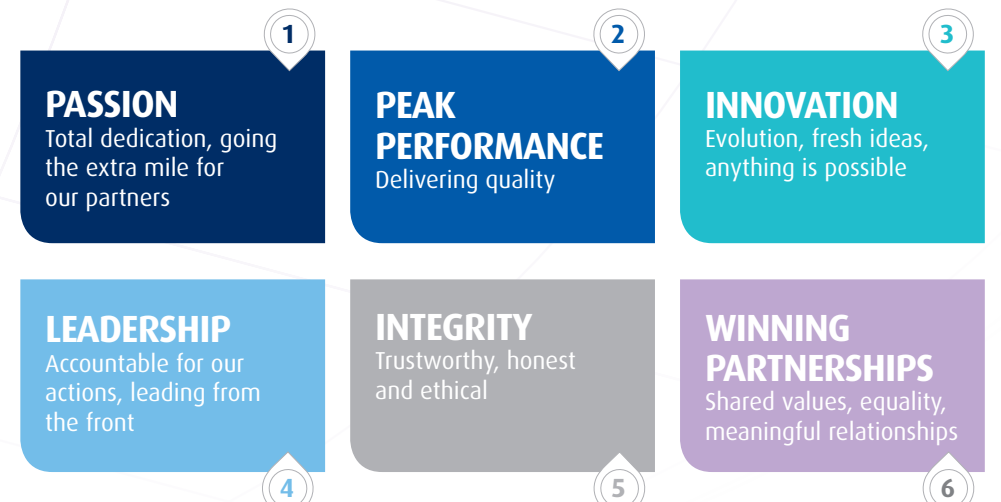 1
PASSION
Total dedication, going
the extra mile for
our partners
2
PEAK
PERFORMANCE
Delivering quality
3
INNOVATION
Evolution, fresh ideas,
anything is possible
LEADERSHIP
Accountable for our
actions, leading from
the front
4
INTEGRITY
Trustworthy, honest
and ethical
5
WINNING
PARTNERSHIPS
Shared values, equality,
meaningful relationships
6